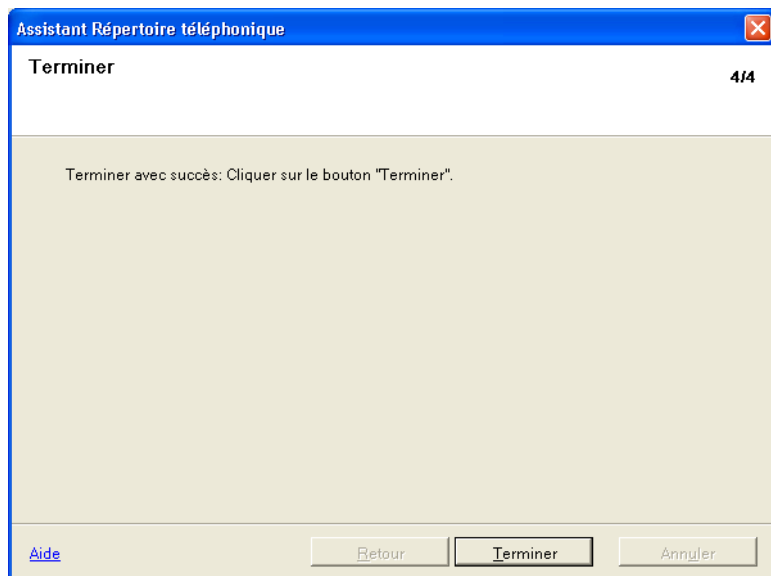 Assistant Répertoire téléphonique
Terminer
4/4
Terminer avec succès: Cliquer sur le bouton "Terminer".
Aide
Retour
Terminer
Annuler